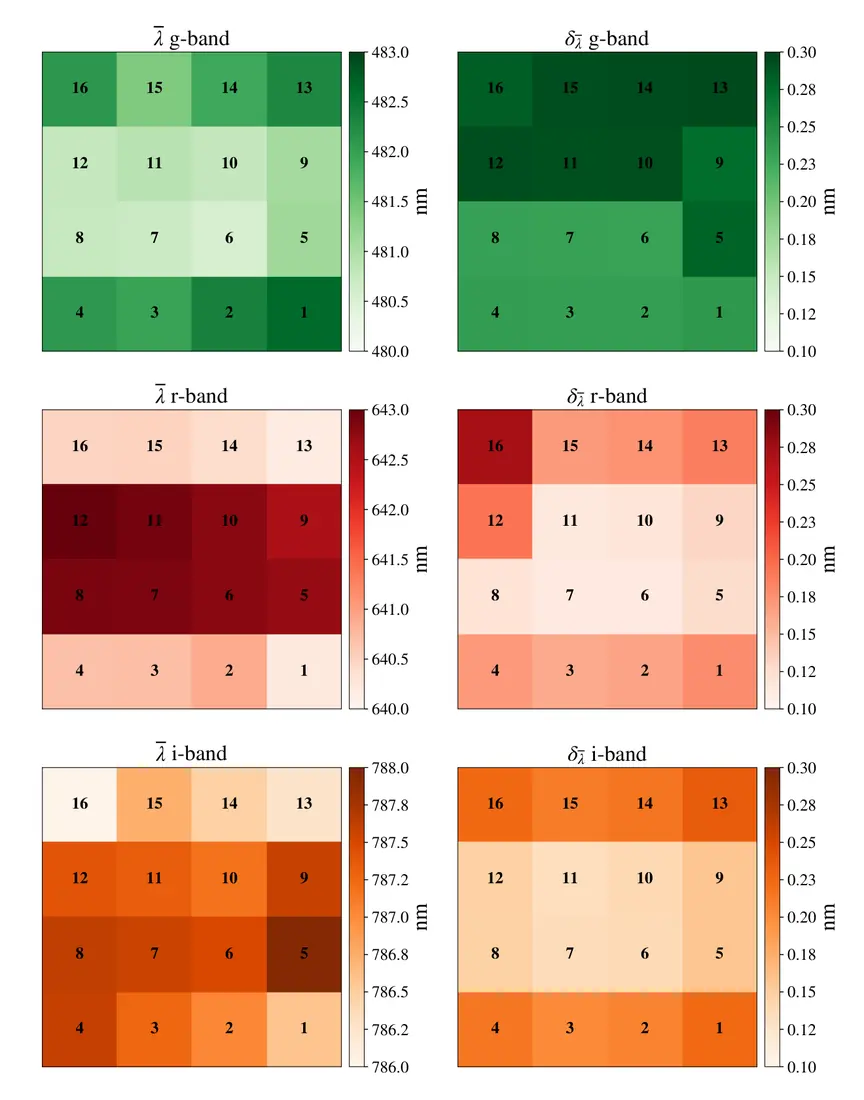 λ̅ g-band
δλ̅ g-band
16 15 14 13
12 11 10 9
8 7 6 5
4 3 2 1
483.0
482.5
482.0
481.5
481.0
480.5
480.0
nm
16 15 14 13
12 11 10 9
8 7 6 5
4 3 2 1
0.30
0.28
0.25
0.23
0.20
0.18
0.15
0.12
0.10
nm
λ̅ r-band
δλ̅ r-band
16 15 14 13
12 11 10 9
8 7 6 5
4 3 2 1
643.0
642.5
642.0
641.5
641.0
640.5
640.0
nm
16 15 14 13
12 11 10 9
8 7 6 5
4 3 2 1
0.30
0.28
0.25
0.23
0.20
0.18
0.15
0.12
0.10
nm
λ̅ i-band
δλ̅ i-band
16 15 14 13
12 11 10 9
8 7 6 5
4 3 2 1
788.0
787.8
787.5
787.2
787.0
786.8
786.5
786.2
786.0
nm
16 15 14 13
12 11 10 9
8 7 6 5
4 3 2 1
0.30
0.28
0.25
0.23
0.20
0.18
0.15
0.12
0.10
nm